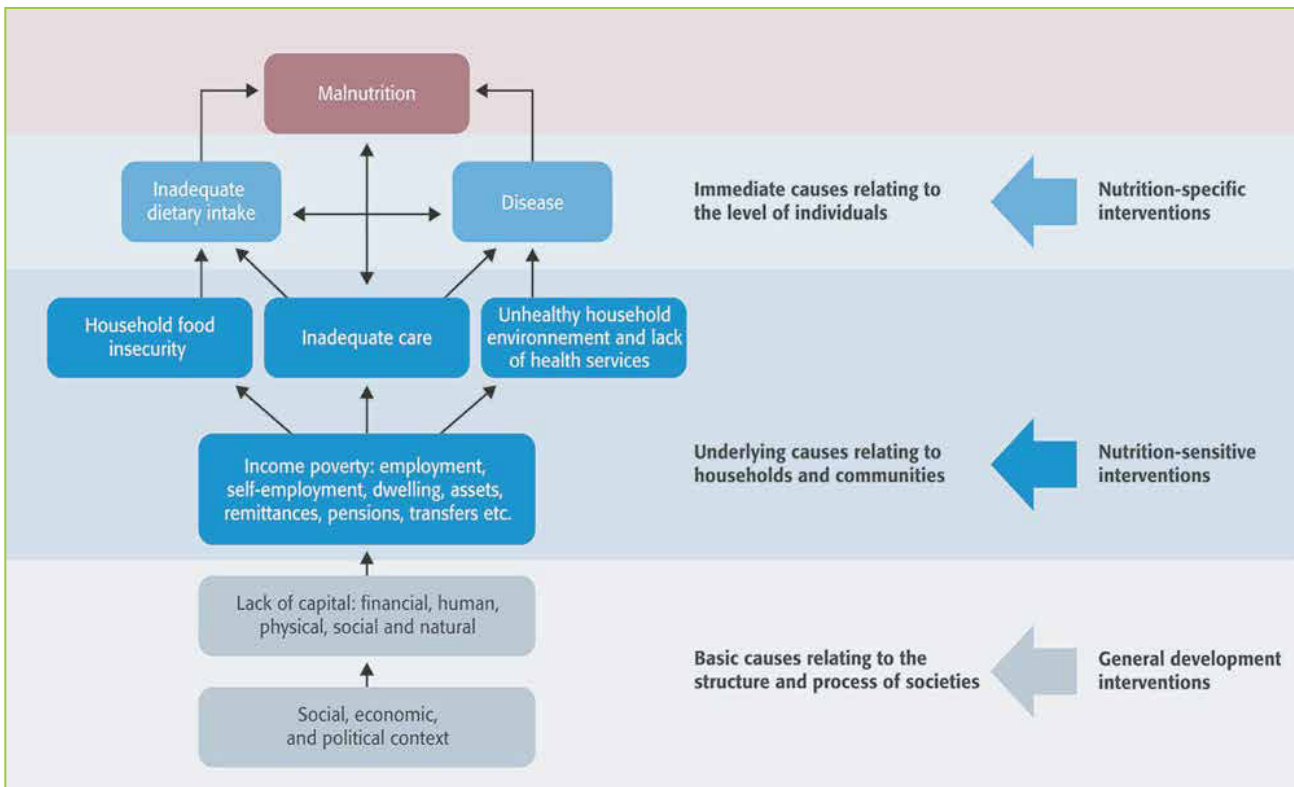 Malnutrition
Inadequate
dietary intake
Disease
Immediate causes relating to
the level of individuals
Nutrition-specific
interventions
Household food
insecurity
Inadequate care
Unhealthy household
environnement and lack
of health services
Income poverty: employment,
self-employment, dwelling, assets,
remittances, pensions, transfers etc.
Underlying causes relating to
households and communities
Nutrition-sensitive
interventions
Lack of capital: financial, human,
physical, social and natural
Social, economic,
and political context
Basic causes relating to the
structure and process of societies
General development
interventions